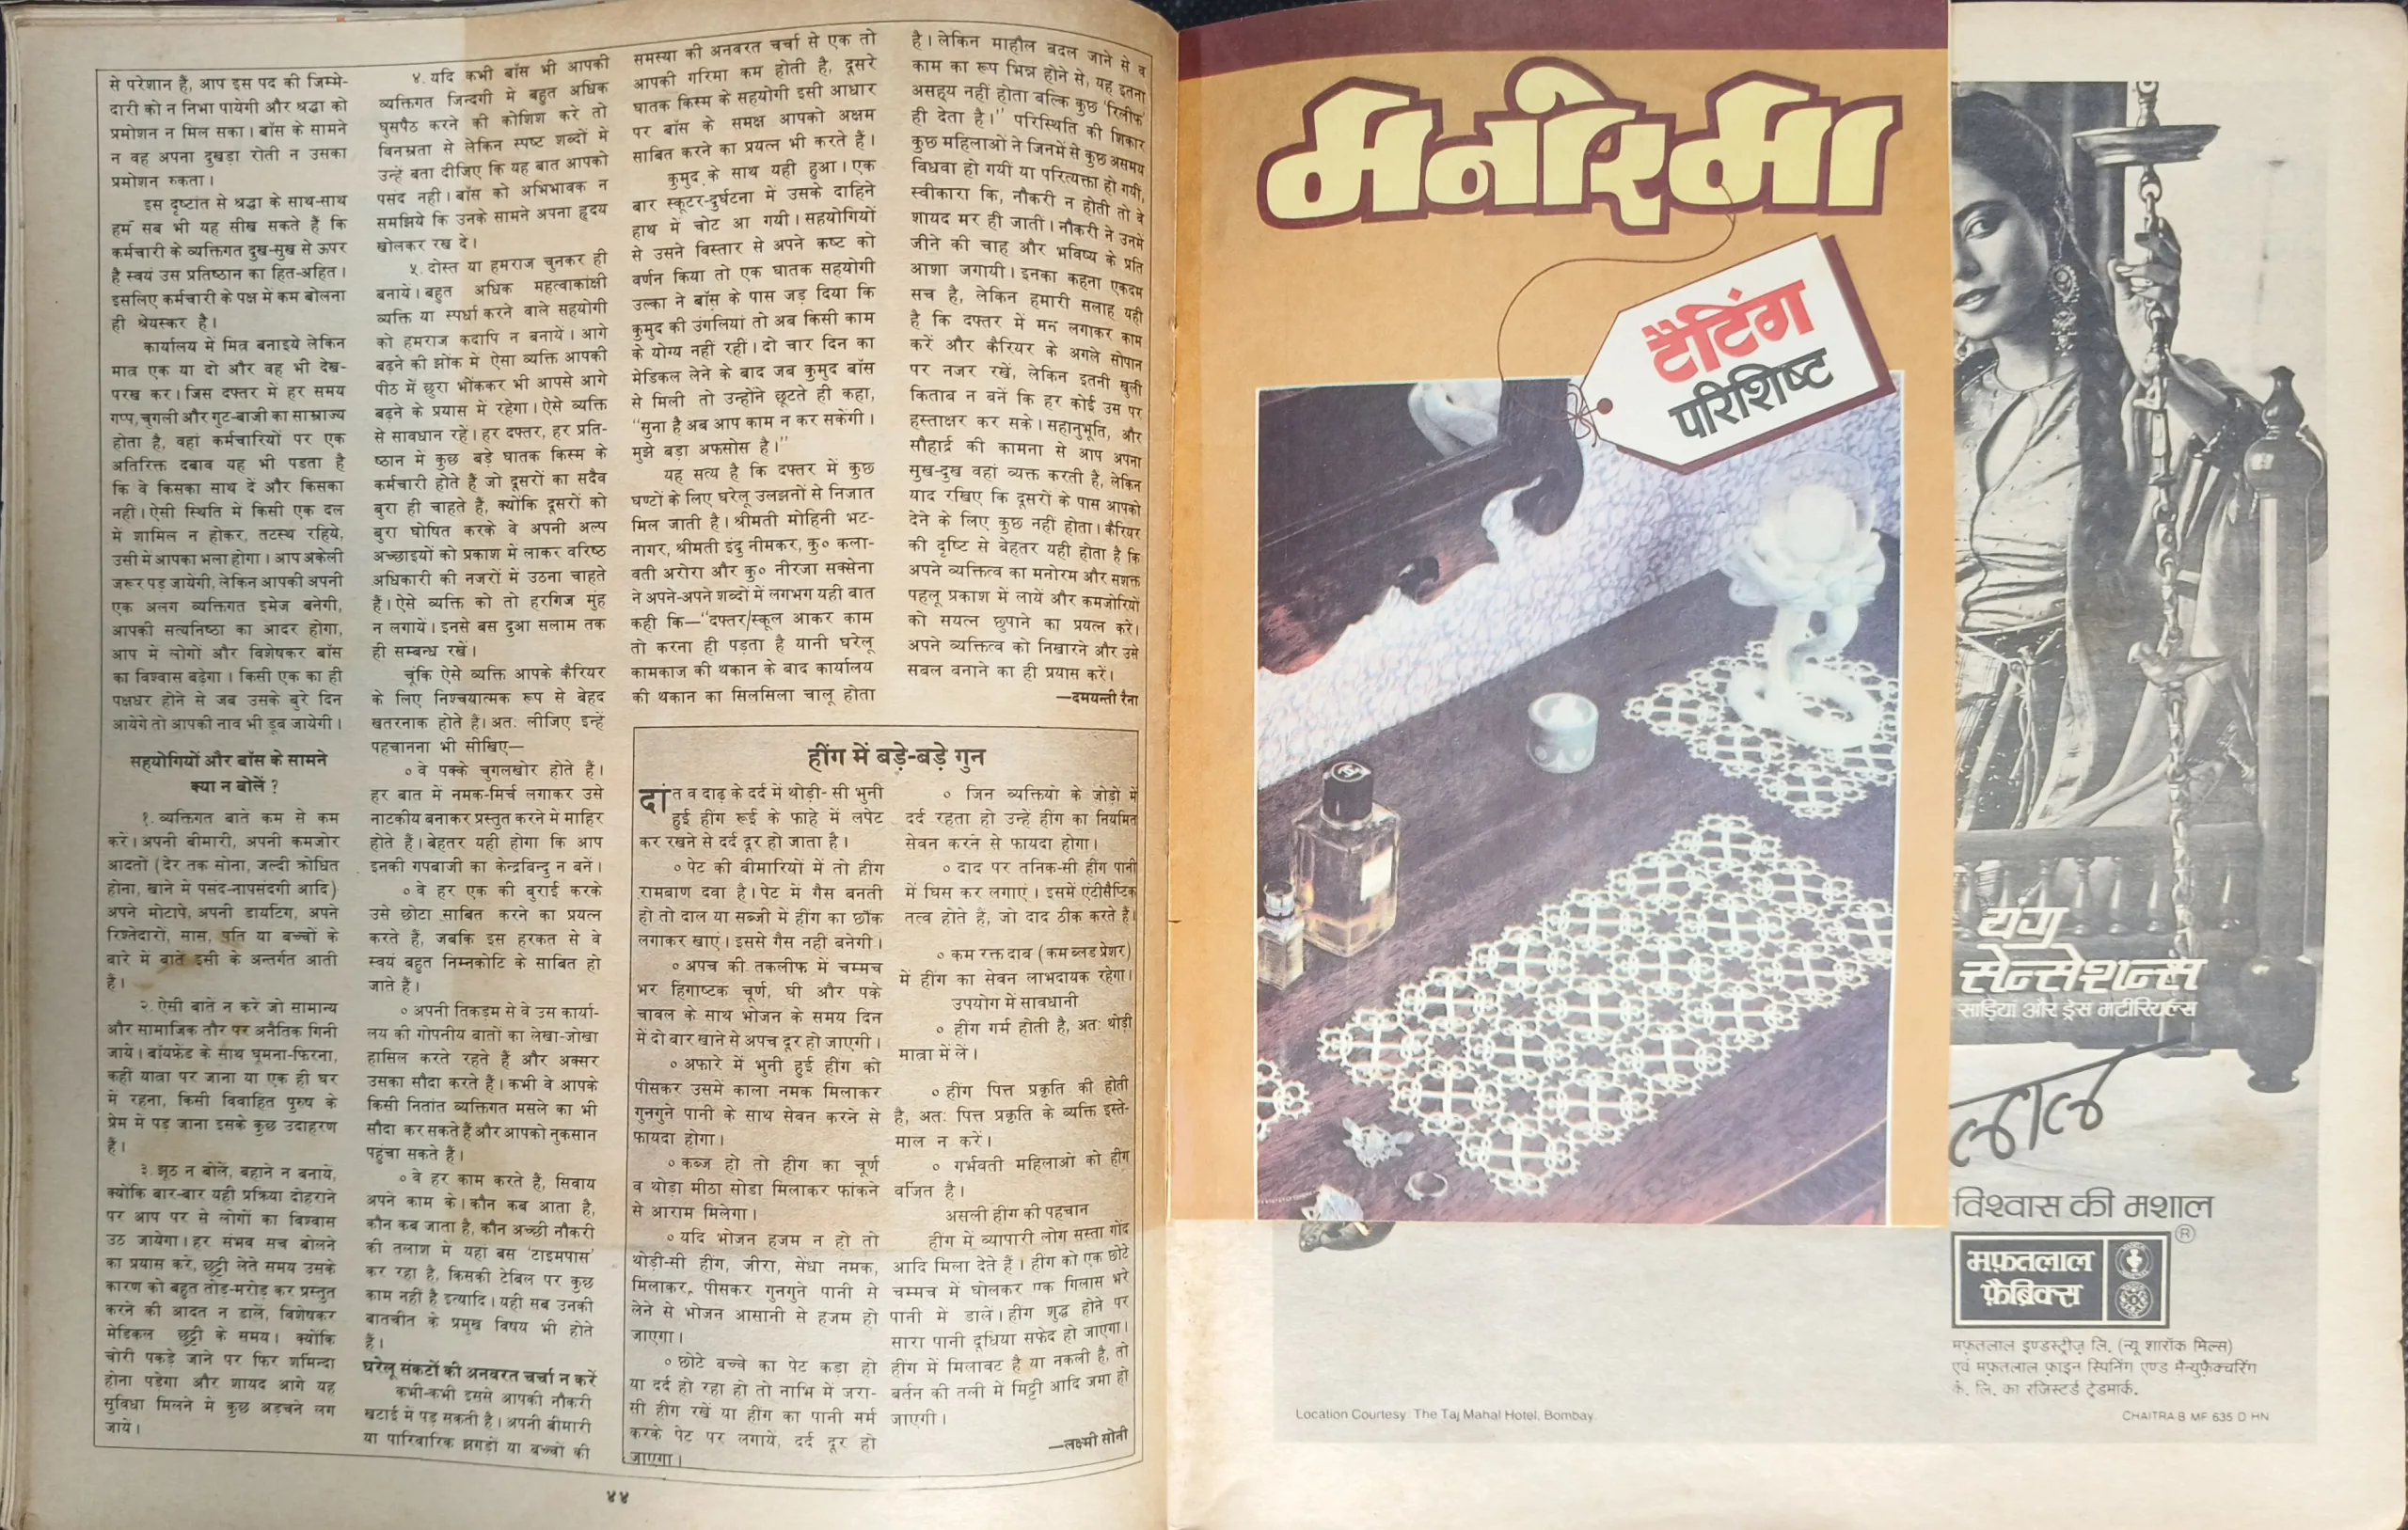 से परेशान हैं, आप इस पद की जिम्मे-
दारी को न निभा पायेगी और श्रद्धा को
प्रमोशन न मिल सका। बॉस के सामने
न वह अपना दुखड़ा रोती न उसका
प्रमोशन रुकता।
इस दृष्टांत से श्रद्धा के साथ-साथ
हम सब भी यह सीख सकते हैं कि
कर्मचारी के व्यक्तिगत दुख-सुख से ऊपर
है स्वयं उस प्रतिष्ठान का हित-अहित।
इसलिए कर्मचारी के पक्ष में कम बोलना
ही श्रेयस्कर है।
कार्यालय में मित्र बनाइये लेकिन
मात्र एक या दो और वह भी देख-
परख कर। जिस दफ्तर में हर समय
गप्प, चुगली और गुट-बाजी का साम्राज्य
होता है, वहां कर्मचारियों पर एक
अतिरिक्त दबाव यह भी पडता है
कि वे किसका साथ दें और किसका
नहीं। ऐसी स्थिति में किसी एक दल
में शामिल न होकर, तटस्थ रहिये,
उसी में आपका भला होगा। आप अकेली
जरूर पड़ जायेगी, लेकिन आपकी अपनी
एक अलग व्यक्तिगत इमेज बनेगी,
आपकी सत्यनिष्ठा का आदर होगा,
आप में लोगों और विशेषकर बॉस
का विश्वास बढ़ेगा। किसी एक का ही
पक्षधर होने से जब उसके बुरे दिन
आयेगे तो आपकी नाव भी डूब जायेगी।
सहयोगियों और बॉस के सामने
क्या न बोलें ?
१. व्यक्तिगत बातें कम से कम
करें। अपनी बीमारी, अपनी कमजोर
आदतों (देर तक सोना, जल्दी क्रोधित
होना, खाने में पसंद-नापसंदगी आदि)
अपने मोटापे, अपनी डायटिंग, अपने
रिश्तेदारों, सास, पति या बच्चों के
बारे में बातें इसी के अन्तर्गत आती
हैं।
२. ऐसी बातें न करें जो सामान्य
और सामाजिक तौर पर अनैतिक गिनी
जाये। बॉयफ्रेंड के साथ घूमना-फिरना,
कहीं यात्रा पर जाना या एक ही घर
में रहना, किसी विवाहित पुरुष के
प्रेम में पड़ जाना इसके कुछ उदाहरण
हैं।
३. झूठ न बोलें, बहाने न बनायें,
क्योंकि बार-बार यही प्रक्रिया दोहराने
पर आप पर से लोगों का विश्वास
उठ जायेगा। हर संभव सच बोलने
का प्रयास करें, छुट्टी लेते समय उसके
कारण को बहुत तोड़-मरोड़ कर प्रस्तुत
करने की आदत न डालें, विशेषकर
मेडिकल छुट्टी के समय। क्योंकि
चोरी पकड़े जाने पर फिर शर्मिन्दा
होना पडेगा और शायद आगे यह
सुविधा मिलने में कुछ अड़चने लग
जायें।
४. यदि कभी बॉस भी आपकी
व्यक्तिगत जिन्दगी में बहुत अधिक
घुसपैठ करने की कोशिश करें तो
विनम्रता से लेकिन स्पष्ट शब्दों में
उन्हें बता दीजिए कि यह बात आपको
पसंद नहीं। बॉस को अभिभावक न
समझिये कि उनके सामने अपना हृदय
खोलकर रख दें।
५. दोस्त या हमराज चुनकर ही
बनायें। बहुत अधिक महत्वाकांक्षी
व्यक्ति या स्पर्धा करने वाले सहयोगी
को हमराज कदापि न बनायें। आगे
बढ़ने की झोंक में ऐसा व्यक्ति आपकी
पीठ में छुरा भोंककर भी आपसे आगे
बढ़ने के प्रयास में रहेगा। ऐसे व्यक्ति
से सावधान रहें। हर दफ्तर, हर प्रति-
ष्ठान में कुछ बड़े घातक किस्म के
कर्मचारी होते हैं जो दूसरों का सदैव
बुरा ही चाहते हैं, क्योंकि दूसरों को
बुरा घोषित करके वे अपनी अल्प
अच्छाइयों को प्रकाश में लाकर वरिष्ठ
अधिकारी की नजरों में उठना चाहते
हैं। ऐसे व्यक्ति को तो हरगिज मुंह
न लगायें। इनसे बस दुआ सलाम तक
ही सम्बन्ध रखें।
चूंकि ऐसे व्यक्ति आपके कैरियर
के लिए निश्चयात्मक रूप से बेहद
खतरनाक होते है। अतः लीजिए इन्हें
पहचानना भी सीखिए—
० वे पक्के चुगलखोर होते हैं।
हर बात में नमक-मिर्च लगाकर उसे
नाटकीय बनाकर प्रस्तुत करने में माहिर
होते हैं। बेहतर यही होगा कि आप
इनकी गपबाजी का केन्द्रबिन्दु न बनें।
० वे हर एक की बुराई करके
उसे छोटा साबित करने का प्रयत्न
करते हैं, जबकि इस हरकत से वे
स्वयं बहुत निम्नकोटि के साबित हो
जाते हैं।
० अपनी तिकड़म से वे उस कार्या-
लय की गोपनीय बातों का लेखा-जोखा
हासिल करते रहते हैं और अक्सर
उसका सौदा करते हैं। कभी वे आपके
किसी नितांत व्यक्तिगत मसले का भी
सौदा कर सकते हैं और आपको नुकसान
पहुंचा सकते हैं।
० वे हर काम करते हैं, सिवाय
अपने काम के। कौन कब आता है,
कौन कब जाता है, कौन अच्छी नौकरी
की तलाश में यहां बस ‘टाइमपास’
कर रहा है, किसकी टेबिल पर कुछ
काम नहीं है इत्यादि। यही सब उनकी
बातचीत के प्रमुख विषय भी होते
हैं।
घरेलू संकटों की अनवरत चर्चा न करें
कभी-कभी इससे आपकी नौकरी
खटाई में पड़ सकती है। अपनी बीमारी
या पारिवारिक झगड़ों या बच्चों की
समस्या की अनवरत चर्चा से एक तो
आपकी गरिमा कम होती है, दूसरे
घातक किस्म के सहयोगी इसी आधार
पर बॉस के समक्ष आपको अक्षम
साबित करने का प्रयत्न भी करते हैं।
कुमुद के साथ यही हुआ। एक
बार स्कूटर-दुर्घटना में उसके दाहिने
हाथ में चोट आ गयी। सहयोगियों
से उसने विस्तार से अपने कष्ट को
वर्णन किया तो एक घातक सहयोगी
उल्का ने बॉस के पास जड़ दिया कि
कुमुद की उंगलियां तो अब किसी काम
के योग्य नहीं रहीं। दो चार दिन का
मेडिकल लेने के बाद जब कुमुद बॉस
से मिली तो उन्होंने छूटते ही कहा,
“सुना है अब आप काम न कर सकेंगी।
मुझे बड़ा अफसोस है।”
यह सत्य है कि दफ्तर में कुछ
घण्टों के लिए घरेलू उलझनों से निजात
मिल जाती है। श्रीमती मोहिनी भट-
नागर, श्रीमती इंदु नीमकर, कु० कला-
वती अरोरा और कु० नीरजा सक्सेना
ने अपने-अपने शब्दों में लगभग यही बात
कही कि—“दफ्तर/स्कूल आकर काम
तो करना ही पड़ता है यानी घरेलू
कामकाज की थकान के बाद कार्यालय
की थकान का सिलसिला चालू होता
है। लेकिन माहौल बदल जाने से व
काम का रूप भिन्न होने से, यह इतना
असह्य नहीं होता बल्कि कुछ ‘रिलीफ’
ही देता है।” परिस्थिति की शिकार
कुछ महिलाओं ने जिनमें से कुछ असमय
विधवा हो गयीं या परित्यक्ता हो गयीं,
स्वीकारा कि, नौकरी न होती तो वे
शायद मर ही जातीं। नौकरी ने उनमें
जीने की चाह और भविष्य के प्रति
आशा जगायी। इनका कहना एकदम
सच है, लेकिन हमारी सलाह यही
है कि दफ्तर में मन लगाकर काम
करें और कैरियर के अगले सोपान
पर नजर रखें, लेकिन इतनी खुली
किताब न बनें कि हर कोई उस पर
हस्ताक्षर कर सके। सहानुभूति, और
सौहार्द्र की कामना से आप अपना
सुख-दुख वहां व्यक्त करती हैं, लेकिन
याद रखिए कि दूसरों के पास आपको
देने के लिए कुछ नहीं होता। कैरियर
की दृष्टि से बेहतर यही होता है कि
अपने व्यक्तित्व का मनोरम और सशक्त
पहलू प्रकाश में लायें और कमजोरियों
को सयत्न छुपाने का प्रयत्न करें।
अपने व्यक्तित्व को निखारने और उसे
सबल बनाने का ही प्रयास करें।
—दमयन्ती रैना
हींग में बड़े-बड़े गुन
दांत व दाढ़ के दर्द में थोड़ी- सी भुनी
हुई हींग रूई के फाहे में लपेट
कर रखने से दर्द दूर हो जाता है।
० पेट की बीमारियों में तो हींग
रामबाण दवा है। पेट में गैस बनती
हो तो दाल या सब्जी में हींग का छौंक
लगाकर खाएं। इससे गैस नहीं बनेगी।
० अपच की तकलीफ में चम्मच
भर हिंगाष्टक चूर्ण, घी और पके
चावल के साथ भोजन के समय दिन
में दो बार खाने से अपच दूर हो जाएगी।
० अफारे में भुनी हुई हींग को
पीसकर उसमें काला नमक मिलाकर
गुनगुने पानी के साथ सेवन करने से
फायदा होगा।
० कब्ज हो तो हींग का चूर्ण
व थोड़ा मीठा सोडा मिलाकर फांकने
से आराम मिलेगा।
० यदि भोजन हजम न हो तो
थोड़ी-सी हींग, जीरा, सेंधा नमक,
मिलाकर, पीसकर गुनगुने पानी से
लेने से भोजन आसानी से हजम हो
जाएगा।
० छोटे बच्चे का पेट कड़ा हो
या दर्द हो रहा हो तो नाभि में जरा-
सी हींग रखें या हींग का पानी गर्म
करके पेट पर लगायें, दर्द दूर हो
जाएगा।
० जिन व्यक्तियों के जोड़ों में
दर्द रहता हो उन्हें हींग का नियमित
सेवन करने से फायदा होगा।
० दाद पर तनिक-सी हींग पानी
में घिस कर लगाएं। इसमें एंटीसैप्टिक
तत्व होते हैं, जो दाद ठीक करते हैं।
० कम रक्त दाब (कम ब्लड प्रेशर)
में हींग का सेवन लाभदायक रहेगा।
उपयोग में सावधानी
० हींग गर्म होती है, अतः थोड़ी
मात्रा में लें।
० हींग पित्त प्रकृति की होती
है, अतः पित्त प्रकृति के व्यक्ति इस्ते-
माल न करें।
० गर्भवती महिलाओं को हींग
वर्जित है।
असली हींग की पहचान
हींग में व्यापारी लोग सस्ता गोंद
आदि मिला देते हैं। हींग को एक छोटे
चम्मच में घोलकर एक गिलास भरे
पानी में डालें। हींग शुद्ध होने पर
सारा पानी दूधिया सफेद हो जाएगा।
हींग में मिलावट है या नकली है, तो
बर्तन की तली में मिट्टी आदि जमा हो
जाएगी।
—लक्ष्मी सोनी
४४
मनोरमा
टैटिंग
परिशिष्ट
यंग
सेन्सेशन्स
साड़ियां और ड्रेस मटीरियल्स
विश्वास की मशाल
®
मफ़तलाल
फ़ैब्रिक्स
मफ़तलाल इण्डस्ट्रीज़ लि. (न्यू शॉरॉक मिल्स)
एवं मफ़तलाल फ़ाइन स्पिनिंग एण्ड मैन्युफ़ैक्चरिंग
कं. लि. का रजिस्टर्ड ट्रेडमार्क.
Location Courtesy: The Taj Mahal Hotel, Bombay.
CHAITRA B MF 635 D HN